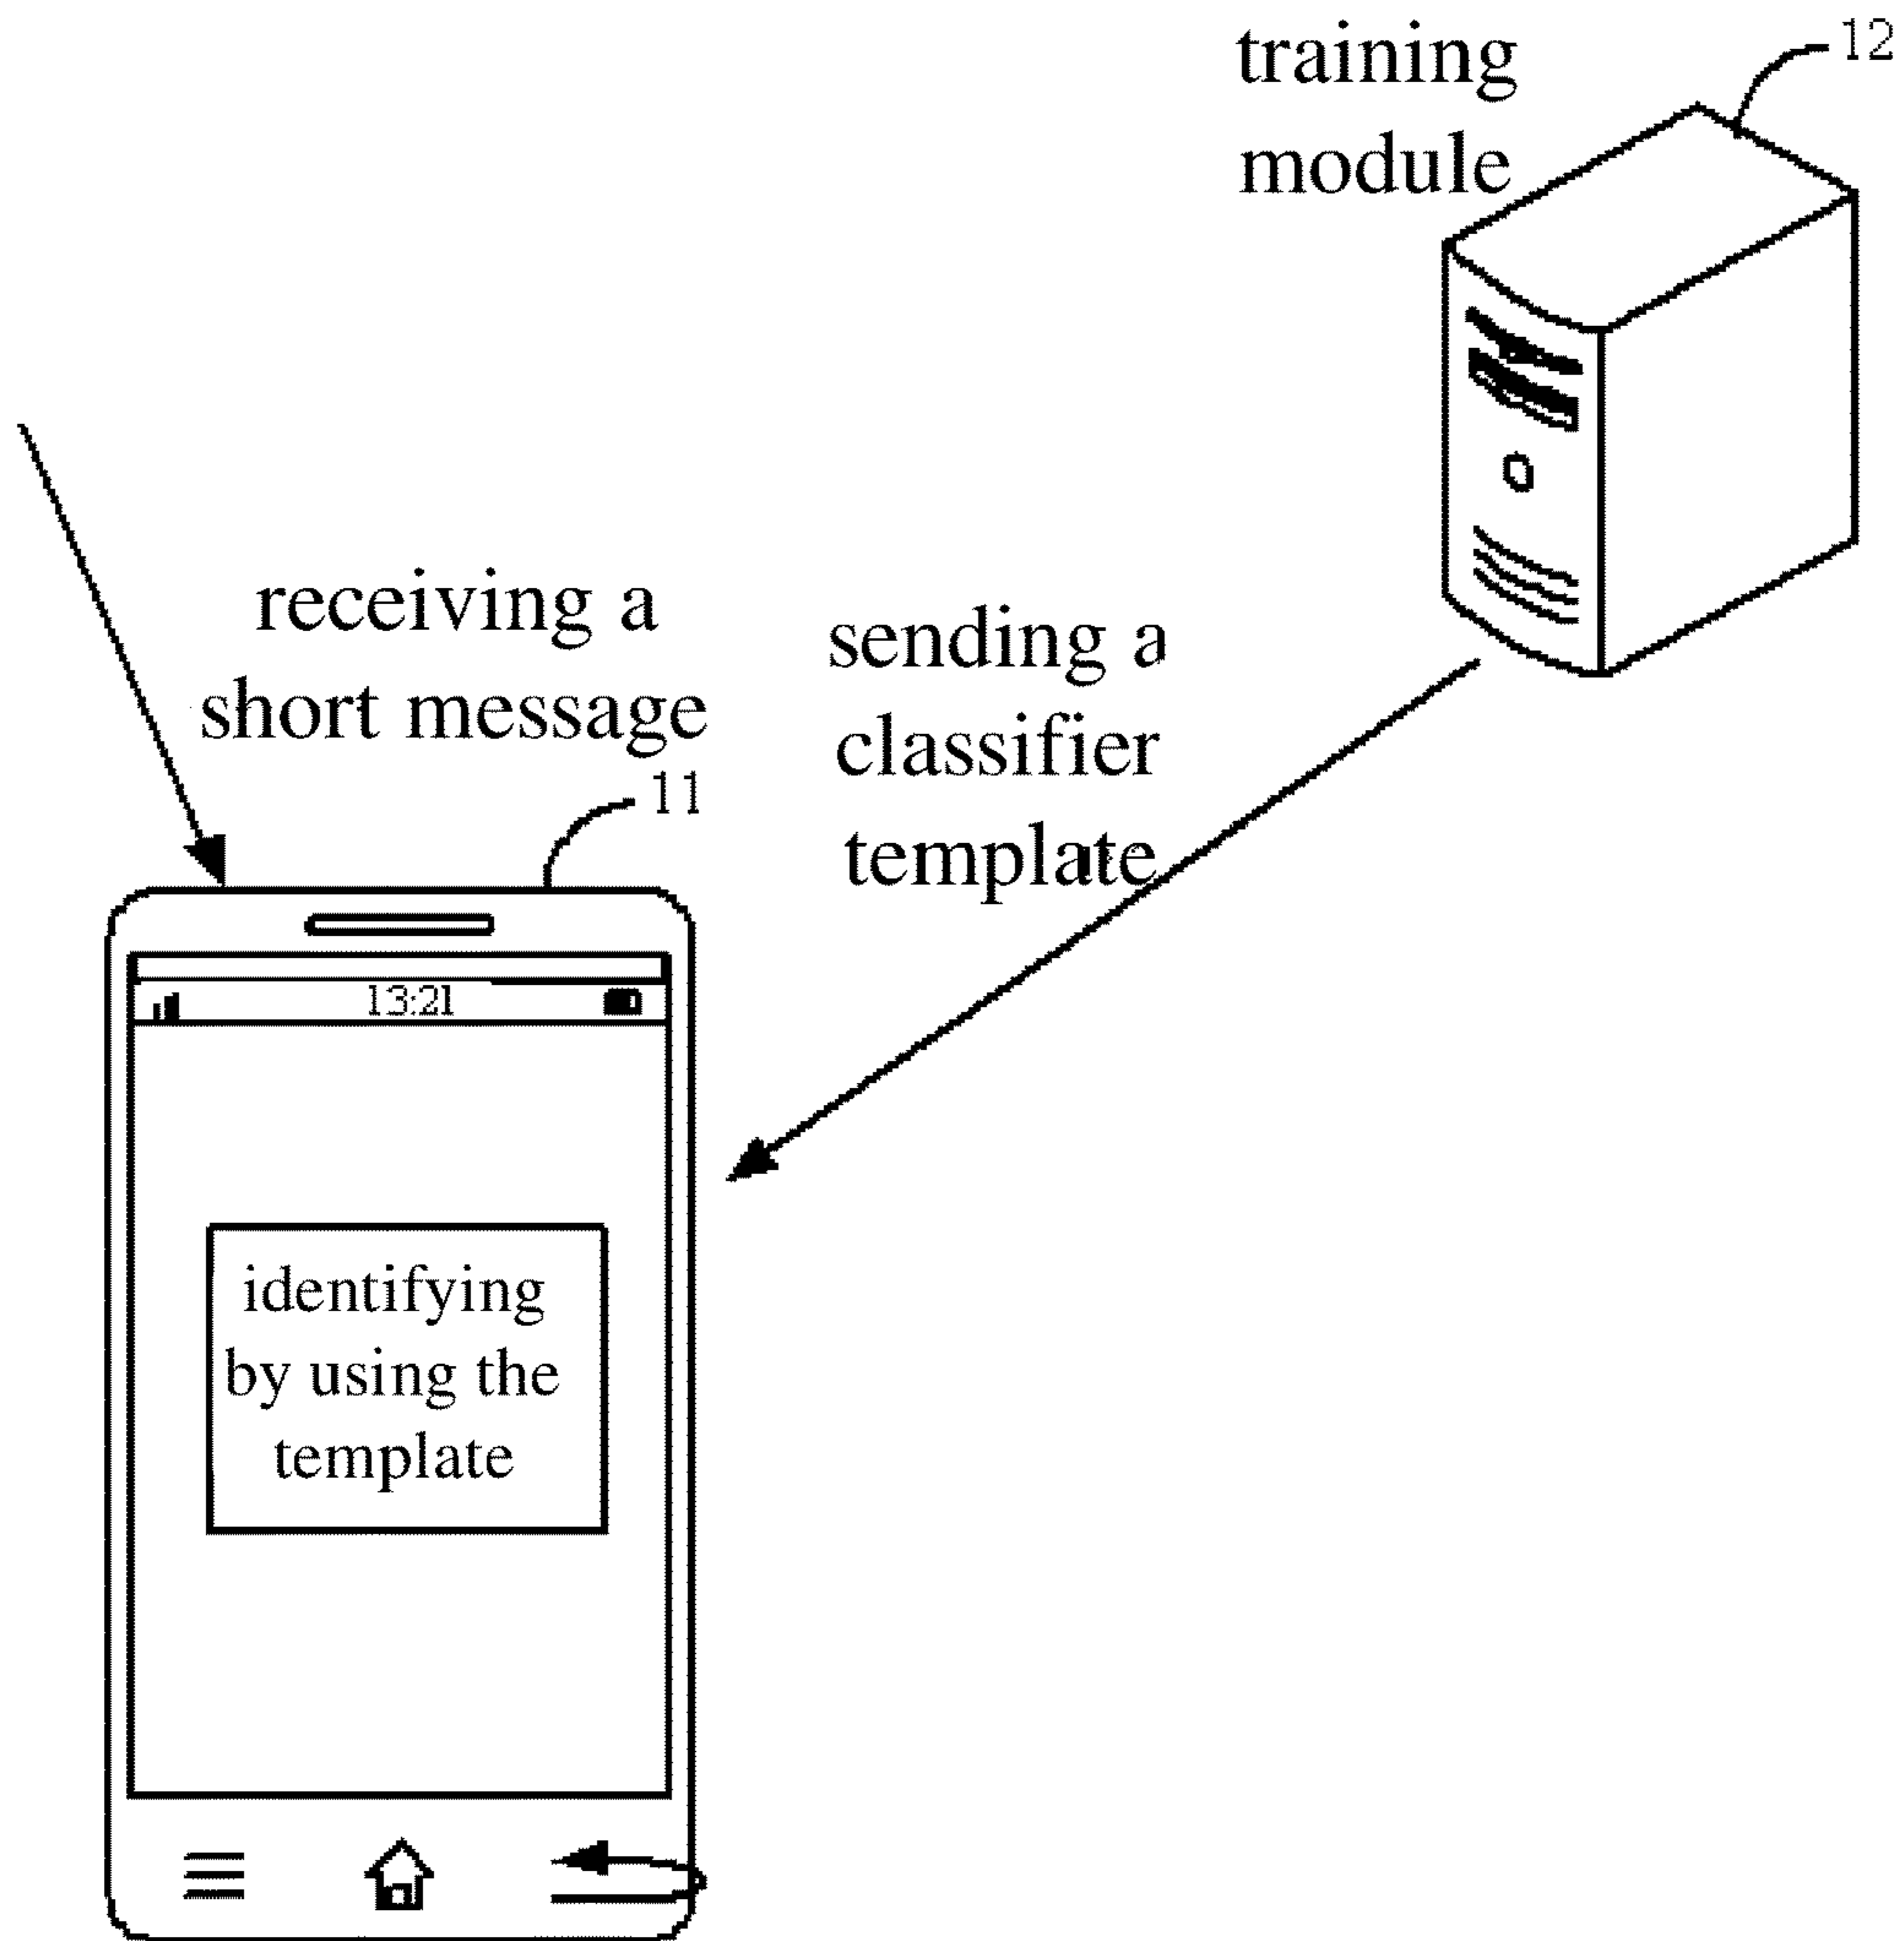 training
module
12
receiving a
short message
sending a
classifier
template
11
13:21
identifying
by using the
template